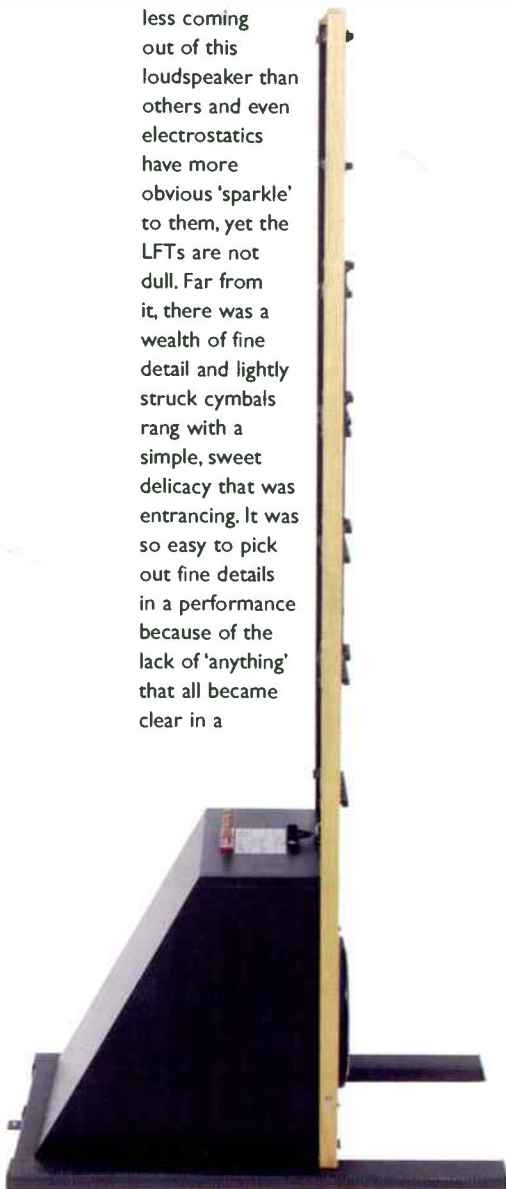 less coming
out of this
loudspeaker than
others and even
electrostatics
have more
obvious ‘sparkle’
to them, yet the
LFTs are not
dull. Far from
it, there was a
wealth of fine
detail and lightly
struck cymbals
rang with a
simple, sweet
delicacy that was
entrancing. It was
so easy to pick
out fine details
in a performance
because of the
lack of ‘anything’
that all became
clear in a